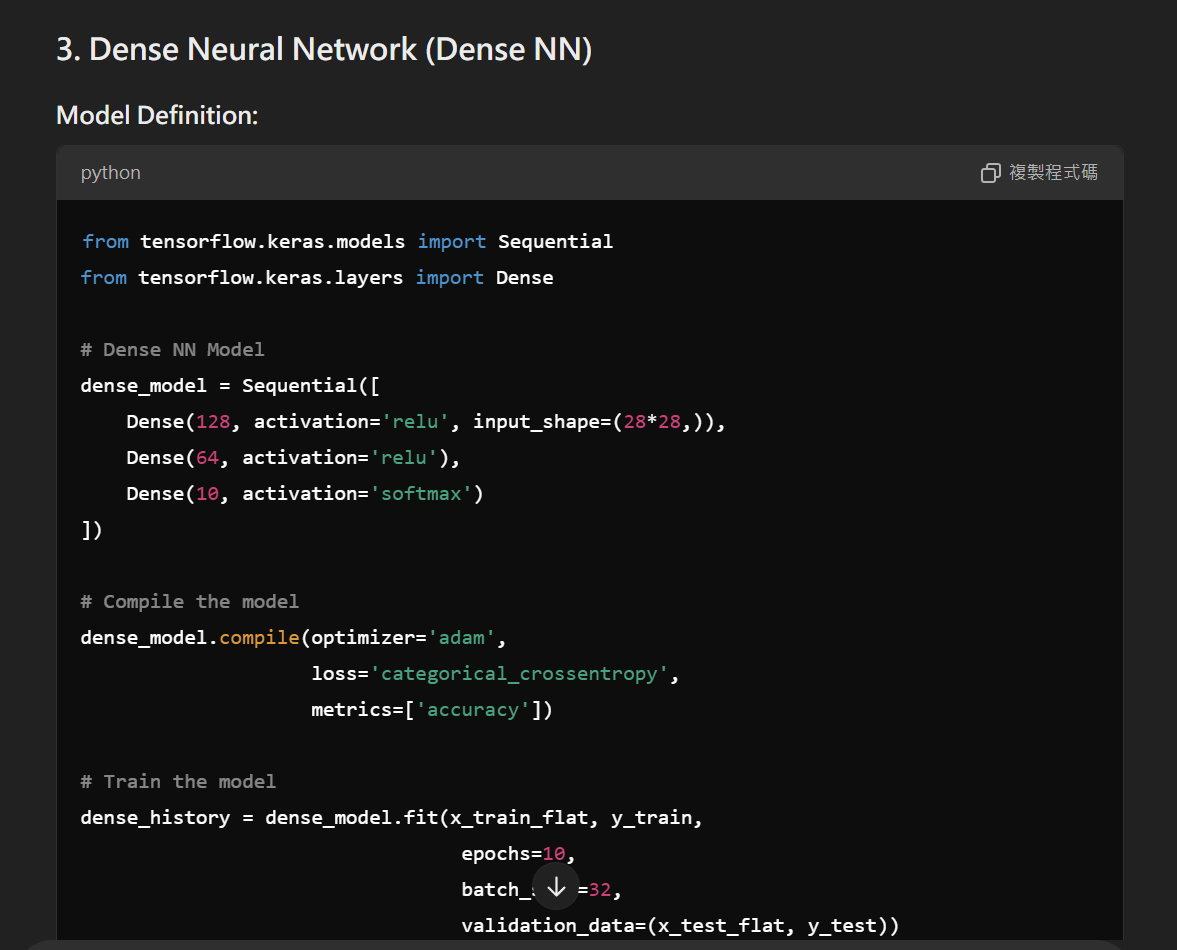 3. Dense Neural Network (Dense NN)
Model Definition:
python
複製程式碼
from tensorflow.keras.models import Sequential
from tensorflow.keras.layers import Dense
# Dense NN Model
dense_model = Sequential([
    Dense(128, activation='relu', input_shape=(28*28,)),
    Dense(64, activation='relu'),
    Dense(10, activation='softmax')
])
# Compile the model
dense_model.compile(optimizer='adam',
                    loss='categorical_crossentropy',
                    metrics=['accuracy'])
# Train the model
dense_history = dense_model.fit(x_train_flat, y_train,
                                 epochs=10,
                                 =32,
                                 validation_data=(x_test_flat, y_test))